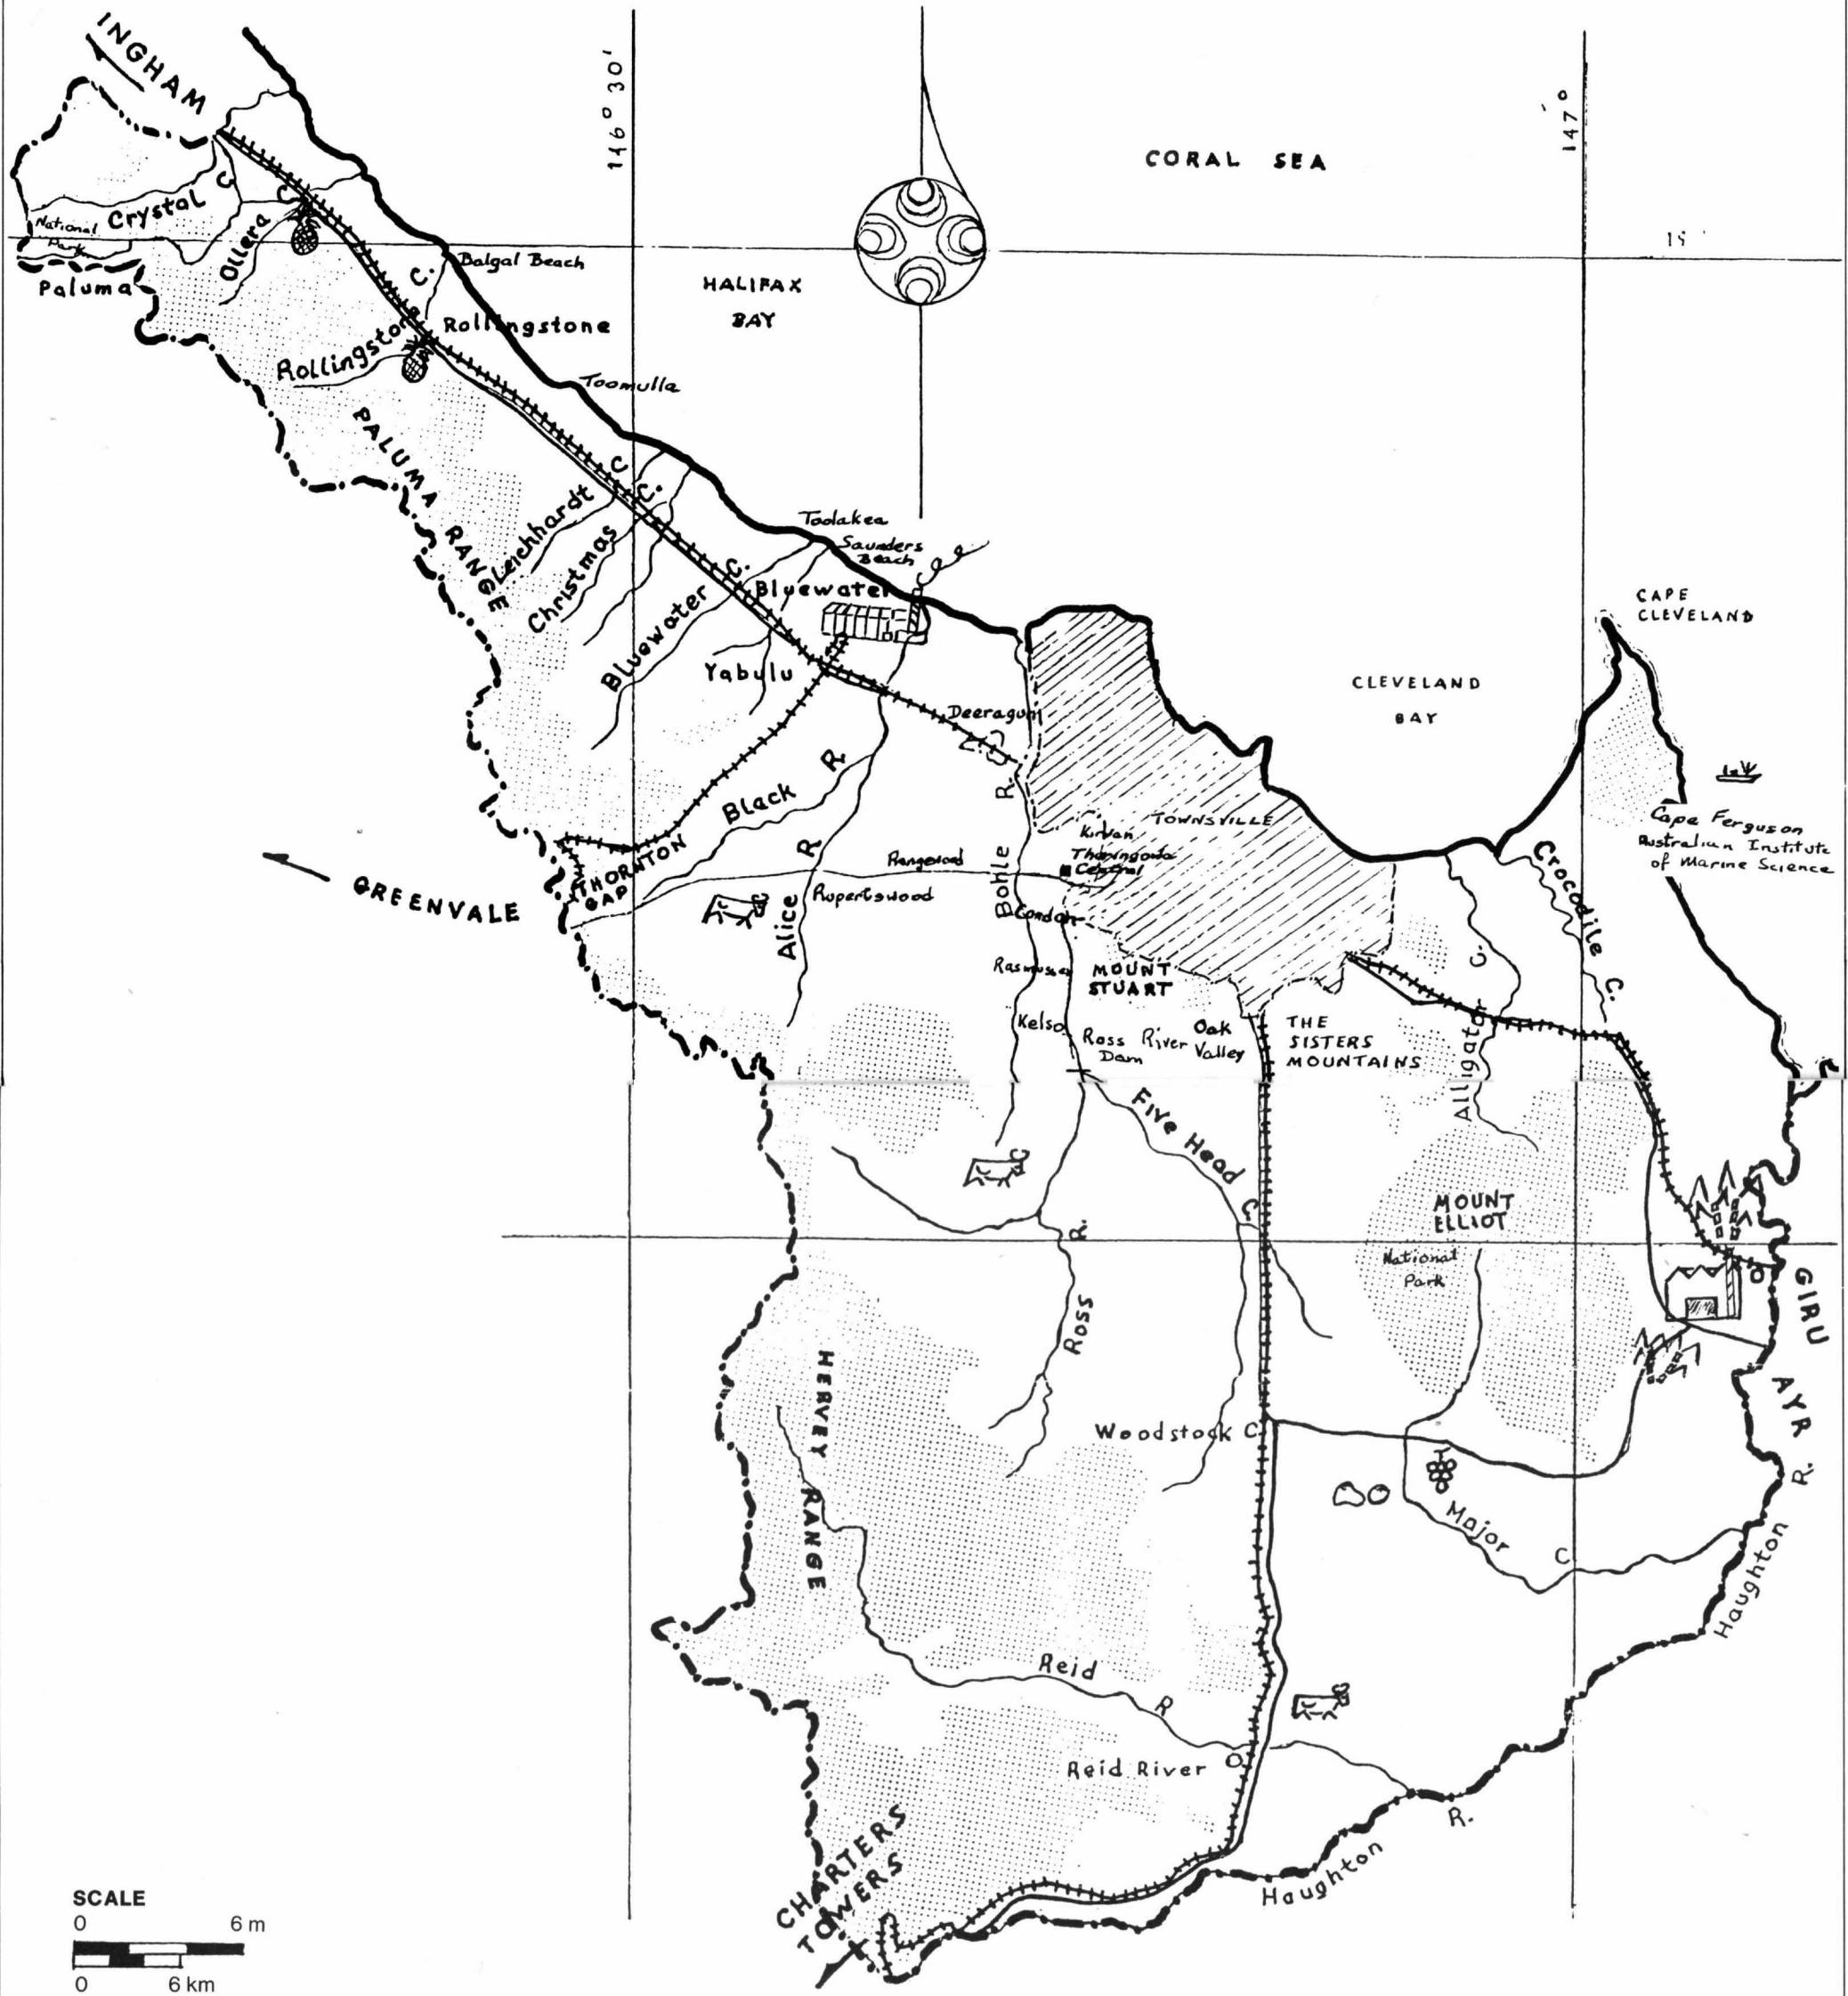 INGHAM
146° 30'
147°
CORAL SEA
Crystal C
National
Park
Ollera C
Paluma
Balgal Beach
C.
HALIFAX
BAY
Rollingstone
Rollingstone
Toomulla
PALUMA RANGE
Leichhardt C
Christmas C.
Toolakea
Saunders
Beach
Bluewater C.
Bluewater
Yabulu
CAPE
CLEVELAND
CLEVELAND
BAY
Deeragun
Black R.
Bohle R.
TOWNSVILLE
Kirwan
Thuringowa
Central
Cape Ferguson
Australian Institute
of Marine Science
THORNTON
GAP
GREENVALE
Rangewood
Rupertswood
Alice R
Condon
Crocodile C.
Rasmussen
MOUNT
STUART
Kelso
Ross River
Dam
Oak
Valley
THE
SISTERS
MOUNTAINS
Alligator C.
Five Head C.
MOUNT
ELLIOT
National
Park
Ross R.
GIRU
AYR
HERVEY RANGE
Woodstock C
Major C
Haughton R.
Reid R
Reid River
Haughton R.
CHARTERS
TOWERS
SCALE
0 6 m
0 6 km